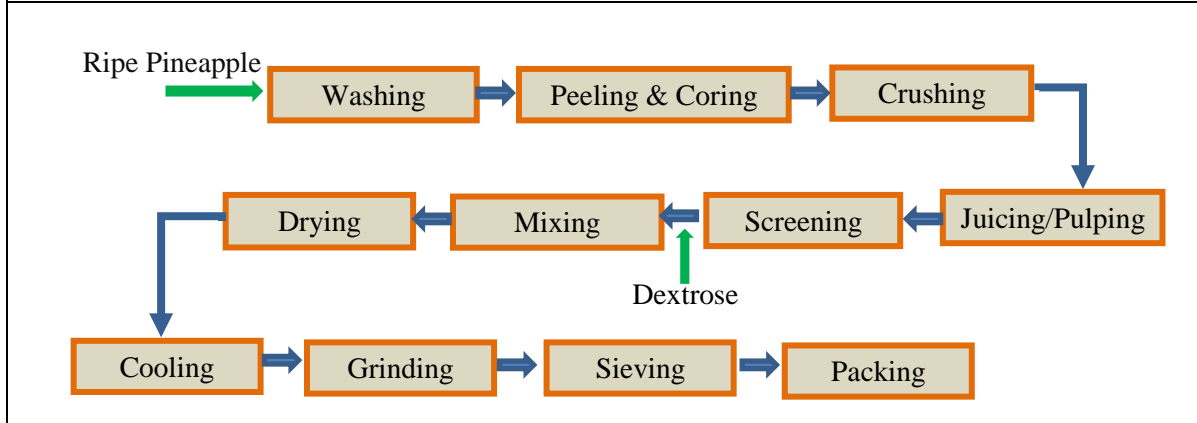 Ripe Pineapple
Washing
Peeling & Coring
Crushing
Juicing/Pulping
Screening
Dextrose
Mixing
Drying
Cooling
Grinding
Sieving
Packing